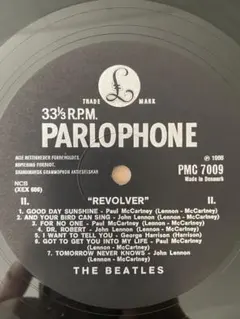 £
TRADE MARK
33⅓ R.P.M.
PARLOPHONE
ALLE RETTIGHEDER FORBEHOLDES.
KOPIERING FORBUDT.
SKANDINAVISK GRAMMOPHON AKTIESELSKAB
℗ 1966
PMC 7009
Made in Denmark
NCB
(XEX 606)
II. "REVOLVER" II.
1. GOOD DAY SUNSHINE - Paul McCartney (Lennon - McCartney)
2. AND YOUR BIRD CAN SING - John Lennon (Lennon - McCartney)
3. FOR NO ONE - Paul McCartney (Lennon - McCartney)
4. DR. ROBERT - John Lennon (Lennon - McCartney)
5. I WANT TO TELL YOU - George Harrison (Harrison)
6. GOT TO GET YOU INTO MY LIFE - Paul McCartney
(Lennon - McCartney)
7. TOMORROW NEVER KNOWS - John Lennon
(Lennon - McCartney)
THE BEATLES